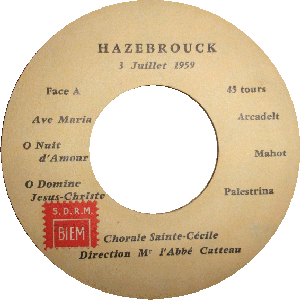 HAZEBROUCK
3 Juillet 1959
Face A 45 tours
Ave Maria Arcadelt
O Nuit
d'Amour Mahot
O Domine
Jesus-Christe Palestrina
S.D.R.M.
BIEM
Chorale Sainte-Cécile
Direction Mr l'Abbé Catteau